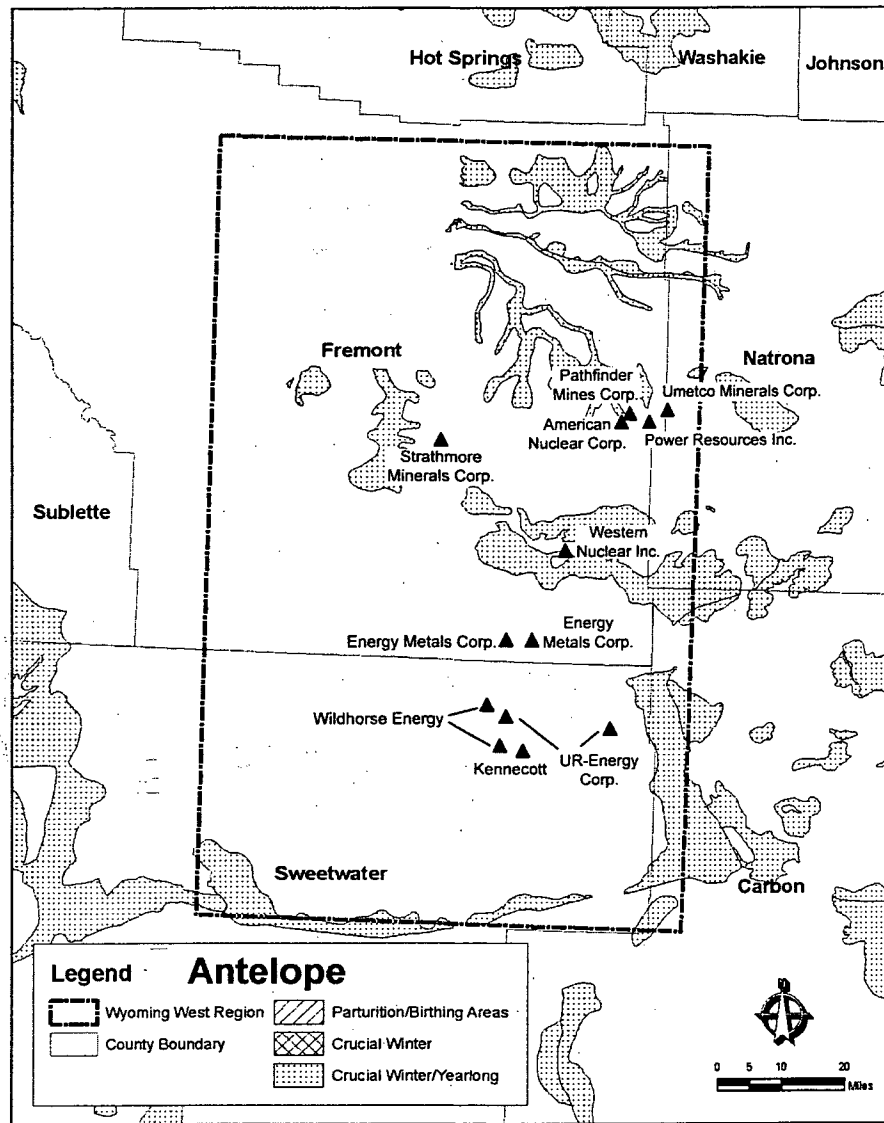 Hot Springs
Washakie
Johnson
Fremont
Natrona
Pathfinder
Mines Corp.
Umetco Minerals Corp.
American
Nuclear Corp.
Power Resources Inc.
Strathmore
Minerals Corp.
Sublette
Western
Nuclear Inc.
Energy Metals Corp.
Energy
Metals Corp.
Wildhorse Energy
Kennecott
UR-Energy
Corp.
Sweetwater
Carbon
Legend
Antelope
Wyoming West Region
County Boundary
Parturition/Birthing Areas
Crucial Winter
Crucial Winter/Yearlong
0 5 10 20
Miles